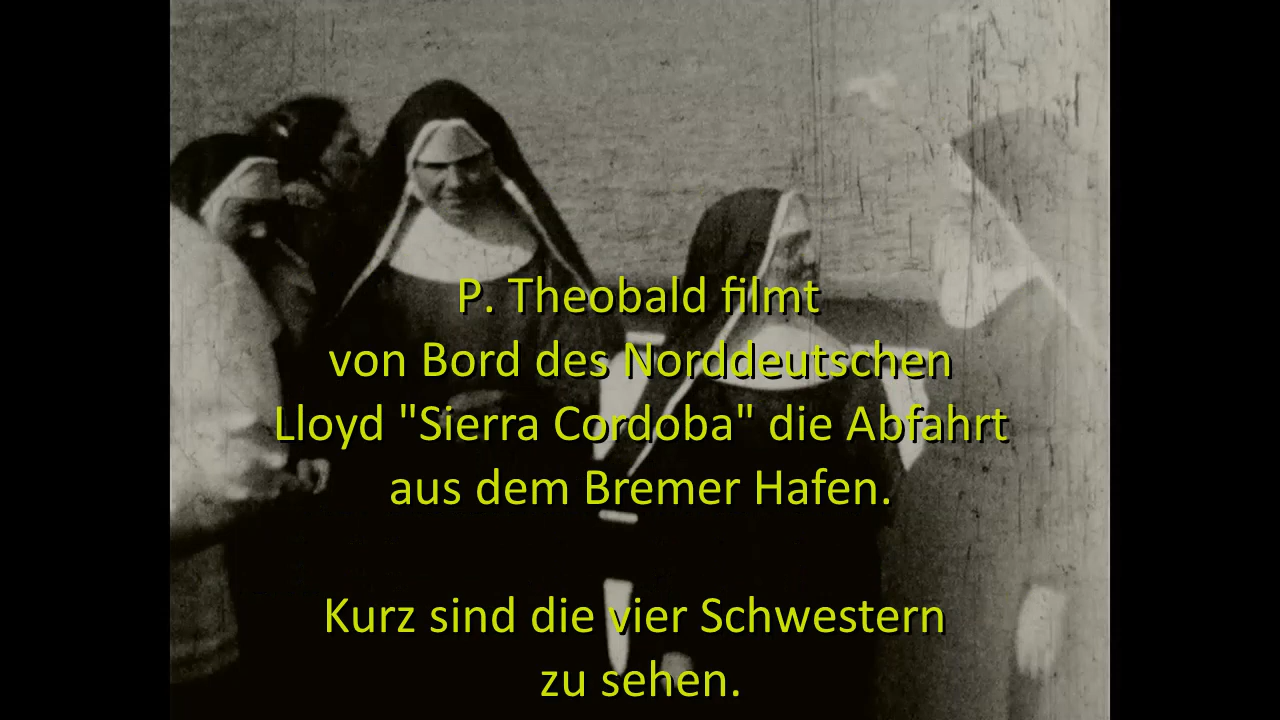 P. Theobald filmt
von Bord des Norddeutschen
Lloyd "Sierra Cordoba" die Abfahrt
aus dem Bremer Hafen.
Kurz sind die vier Schwestern
zu sehen.